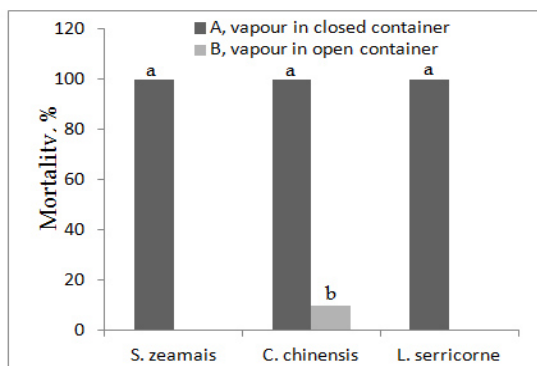 120
A, vapour in closed container
B, vapour in open container
100
80
60
40
20
0
Mortality, %
a
a
a
b
S. zeamais
C. chinensis
L. serricorne